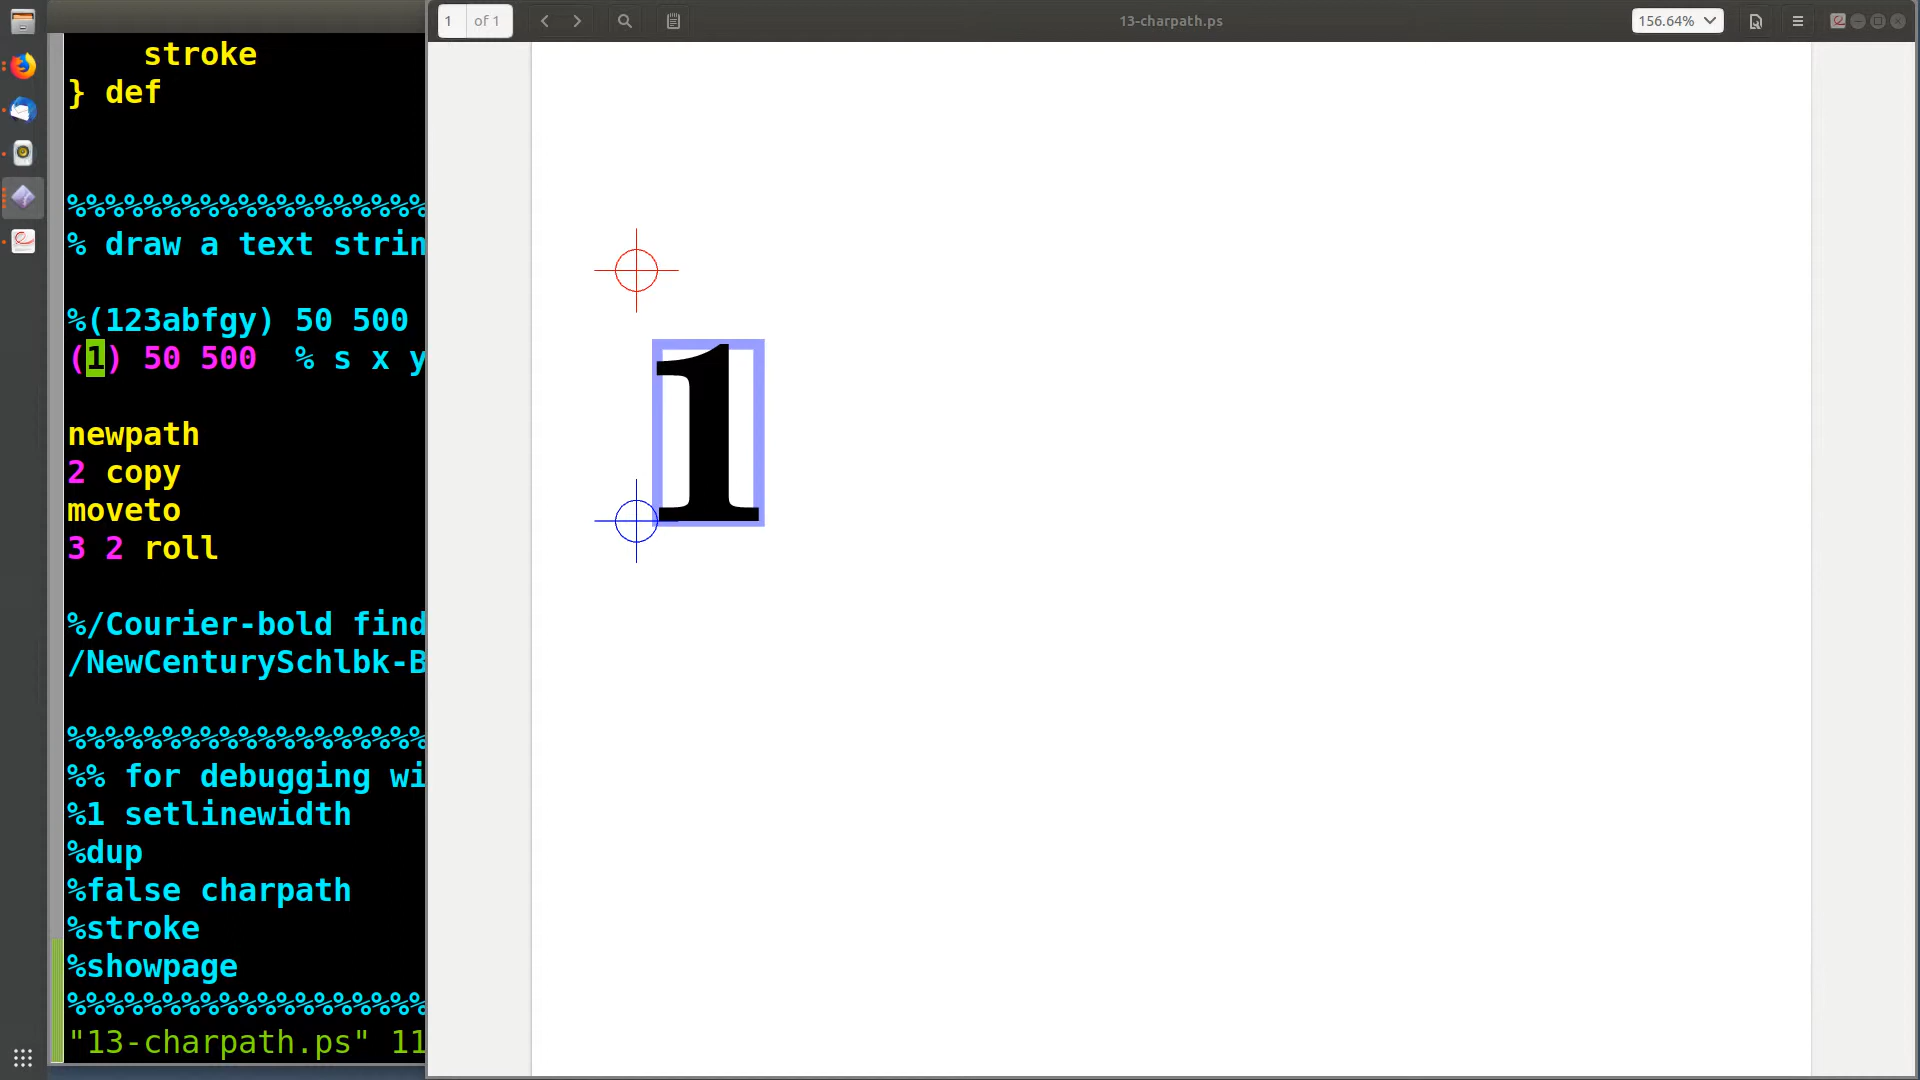 1 of 1
13-charpath.ps
156.64%
stroke
} def
%%%%%%%%%%%%%%%%%%%
% draw a text strin
%(123abfgy) 50 500
(1) 50 500  % s x y
newpath
2 copy
moveto
3 2 roll
%/Courier-bold find
/NewCenturySchlbk-B
%%%%%%%%%%%%%%%%%%%
%% for debugging wi
%1 setlinewidth
%dup
%false charpath
%stroke
%showpage
%%%%%%%%%%%%%%%%%%%
"13-charpath.ps" 11
1